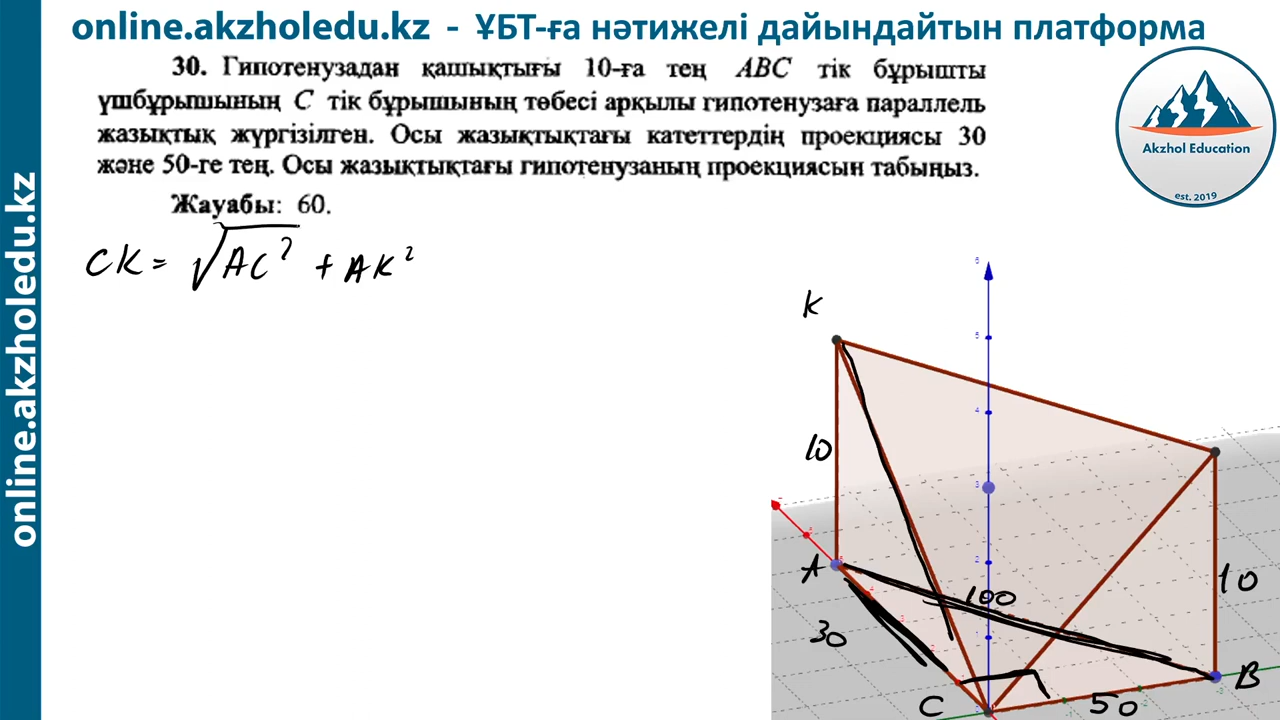 online.akzholedu.kz - ҰБТ-ға нәтижелі дайындайтын платформа
30. Гипотенузадан қашықтығы 10-ға тең ABC тік бұрышты
үшбұрышының C тік бұрышының төбесі арқылы гипотенузаға параллель
жазықтық жүргізілген. Осы жазықтықтағы катеттердің проекциясы 30
және 50-ге тең. Осы жазықтықтағы гипотенузаның проекциясын табыңыз.
Жауабы: 60.
CK = √AC² + AK²
Akzhol Education
est. 2019
online.akzholedu.kz
K
10
A
100
10
30
C
50
B